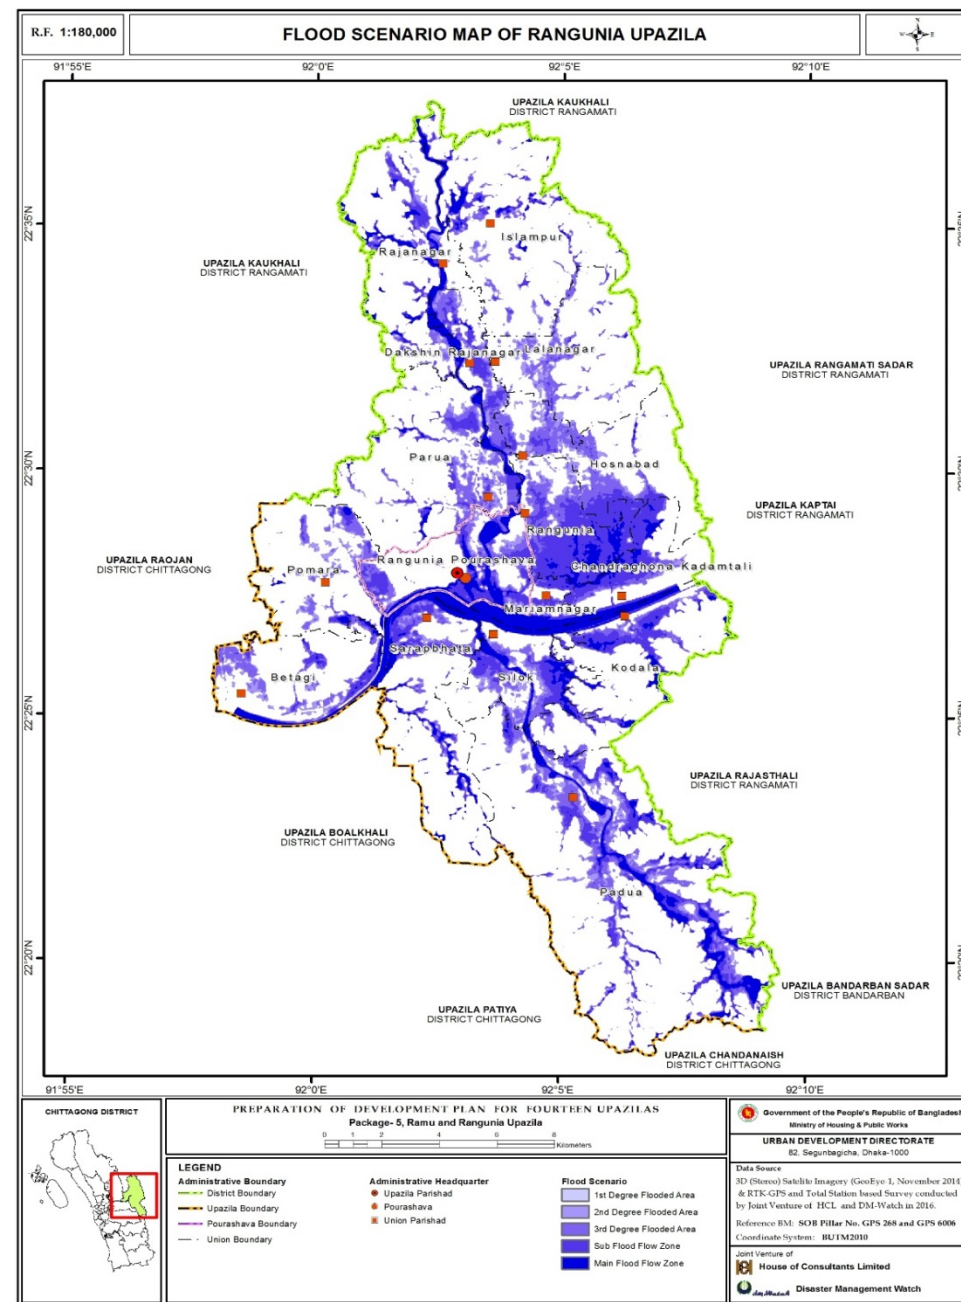 R.F. 1:180,000
FLOOD SCENARIO MAP OF RANGUNIA UPAZILA
W E
91°55'E 92°0'E 92°5'E 92°10'E
UPAZILA KAUKHALI
DISTRICT RANGAMATI
22°35'N
Islampur
Rajanagar
UPAZILA KAUKHALI
DISTRICT RANGAMATI
Dakshin Rajanagar
Lalanagar
UPAZILA RANGAMATI SADAR
DISTRICT RANGAMATI
Parua
Hosnabad
22°30'N
UPAZILA KAPTAI
DISTRICT RANGAMATI
Rangunia
UPAZILA RAOJAN
DISTRICT CHITTAGONG
Rangunia Pourashava
Chandraghona Kadamtali
Pomara
Mariamnagar
Sarapbhata
Kodala
Betagi
Silok
22°25'N
UPAZILA RAJASTHALI
DISTRICT RANGAMATI
UPAZILA BOALKHALI
DISTRICT CHITTAGONG
Padua
22°20'N
UPAZILA BANDARBAN SADAR
DISTRICT BANDARBAN
UPAZILA PATIYA
DISTRICT CHITTAGONG
UPAZILA CHANDANAISH
DISTRICT CHITTAGONG
91°55'E 92°0'E 92°5'E 92°10'E
CHITTAGONG DISTRICT
PREPARATION OF DEVELOPMENT PLAN FOR FOURTEEN UPAZILAS
Package- 5, Ramu and Rangunia Upazila
0 1 2 4 6 8
Kilometers
LEGEND
Administrative Boundary
District Boundary
Upazila Boundary
Pourashava Boundary
Union Boundary
Administrative Headquarter
Upazila Parishad
Pourashava
Union Parishad
Flood Scenario
1st Degree Flooded Area
2nd Degree Flooded Area
3rd Degree Flooded Area
Sub Flood Flow Zone
Main Flood Flow Zone
Government of the People's Republic of Bangladesh
Ministry of Housing & Public Works
URBAN DEVELOPMENT DIRECTORATE
82, Segunbagicha, Dhaka-1000
Data Source
3D (Stereo) Satelite Imagery (GeoEye-1, November 2014)
& RTK-GPS and Total Station based Survey conducted
by Joint Venture of HCL and DM-Watch in 2016.
Reference BM: SOB Pillar No. GPS 268 and GPS 6006
Coordinate System: BUTM2010
Joint Venture of
House of Consultants Limited
Disaster Management Watch